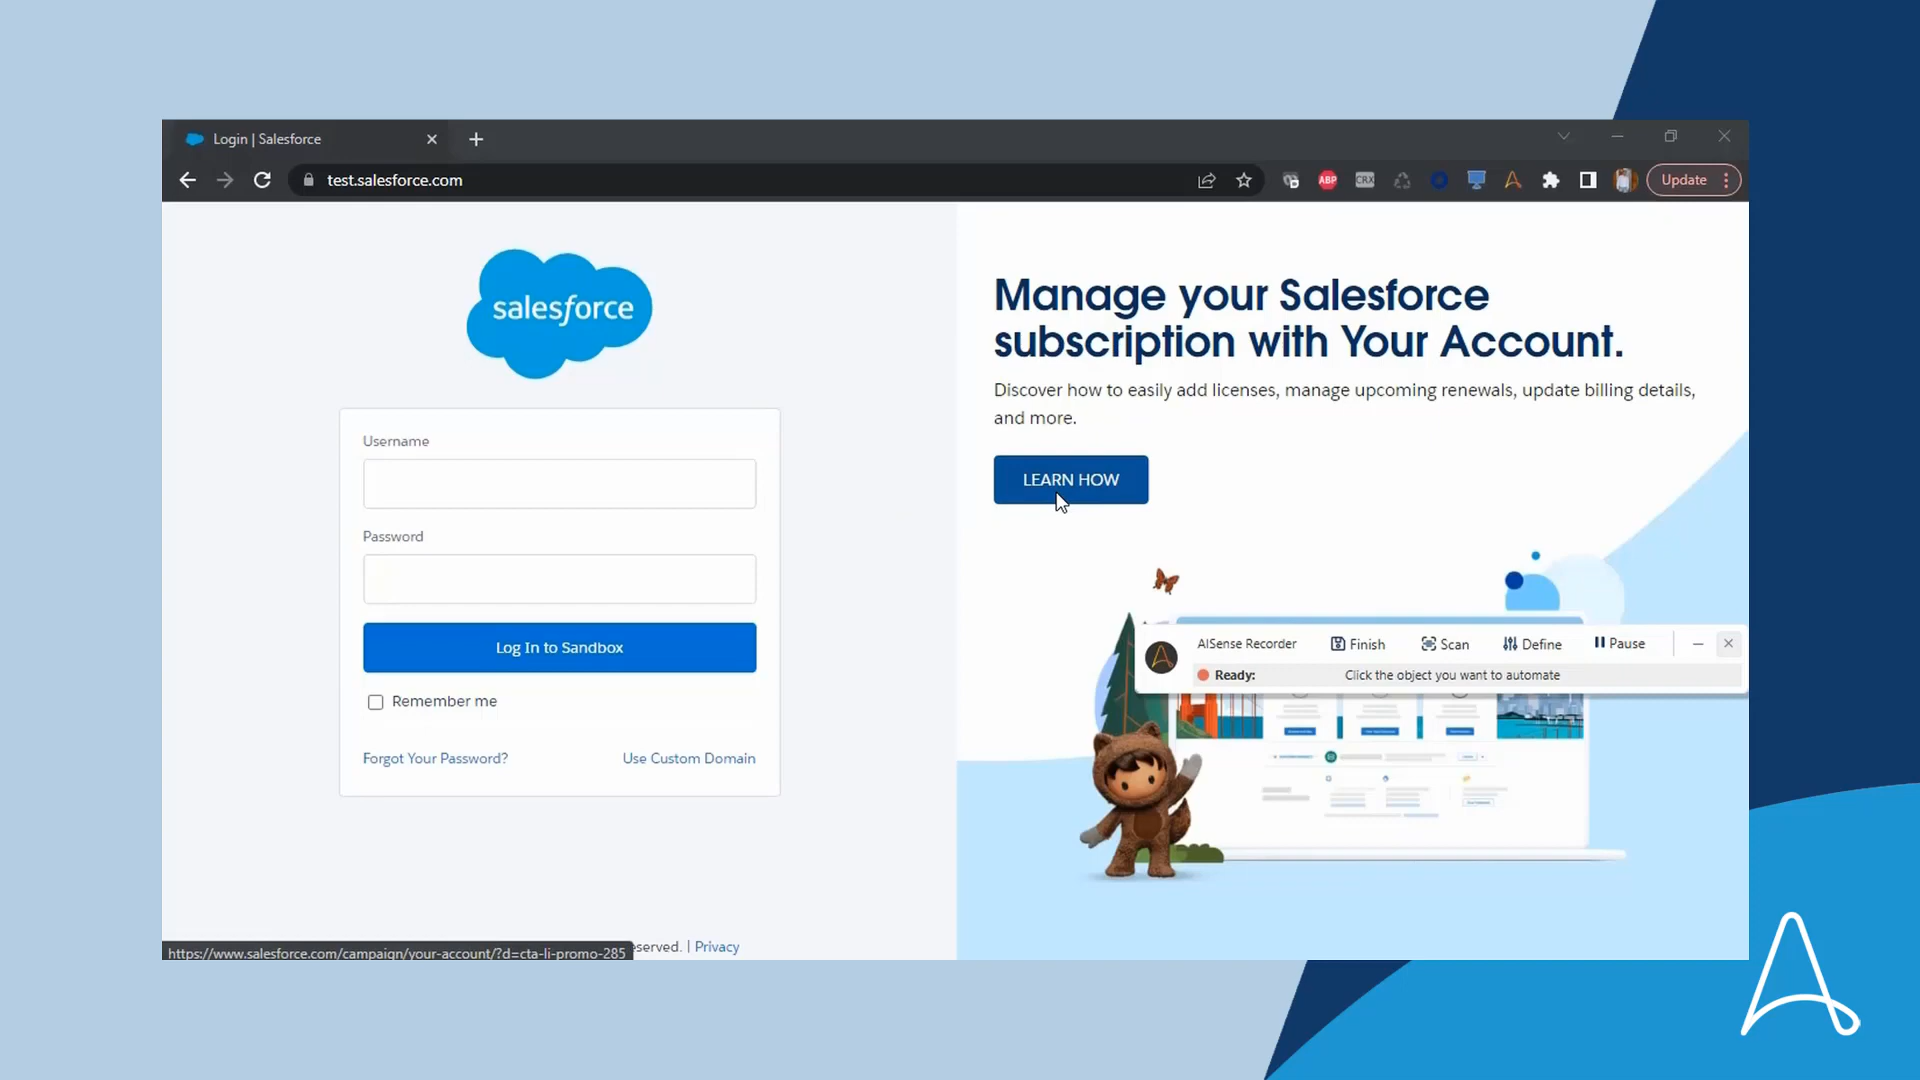 Login | Salesforce
test.salesforce.com
ABP
CRX
Update
salesforce
Username
Password
Log In to Sandbox
Remember me
Forgot Your Password?
Use Custom Domain
eserved. | Privacy
https://www.salesforce.com/campaign/your-account/?d=cta-li-promo-285
Manage your Salesforce
subscription with Your Account.
Discover how to easily add licenses, manage upcoming renewals, update billing details,
and more.
LEARN HOW
AISense Recorder
Finish
Scan
Define
Pause
Ready:
Click the object you want to automate